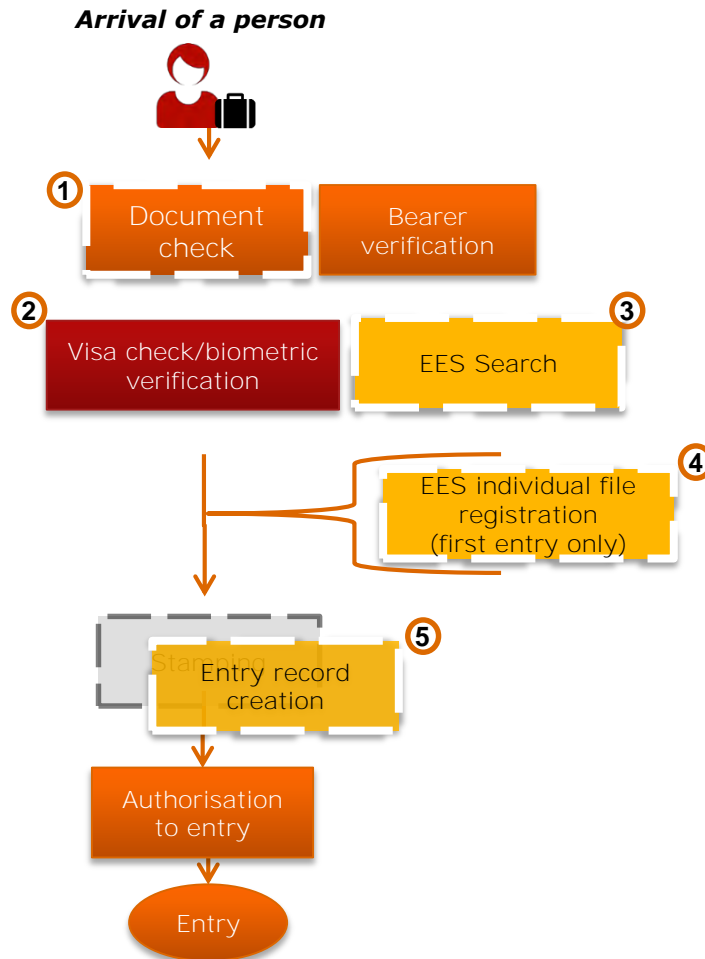 Arrival of a person
1
Document
check
Bearer
verification
2
3
Visa check/biometric
verification
EES Search
4
EES individual file
registration
(first entry only)
5
Stamping
Entry record
creation
Authorisation
to entry
Entry